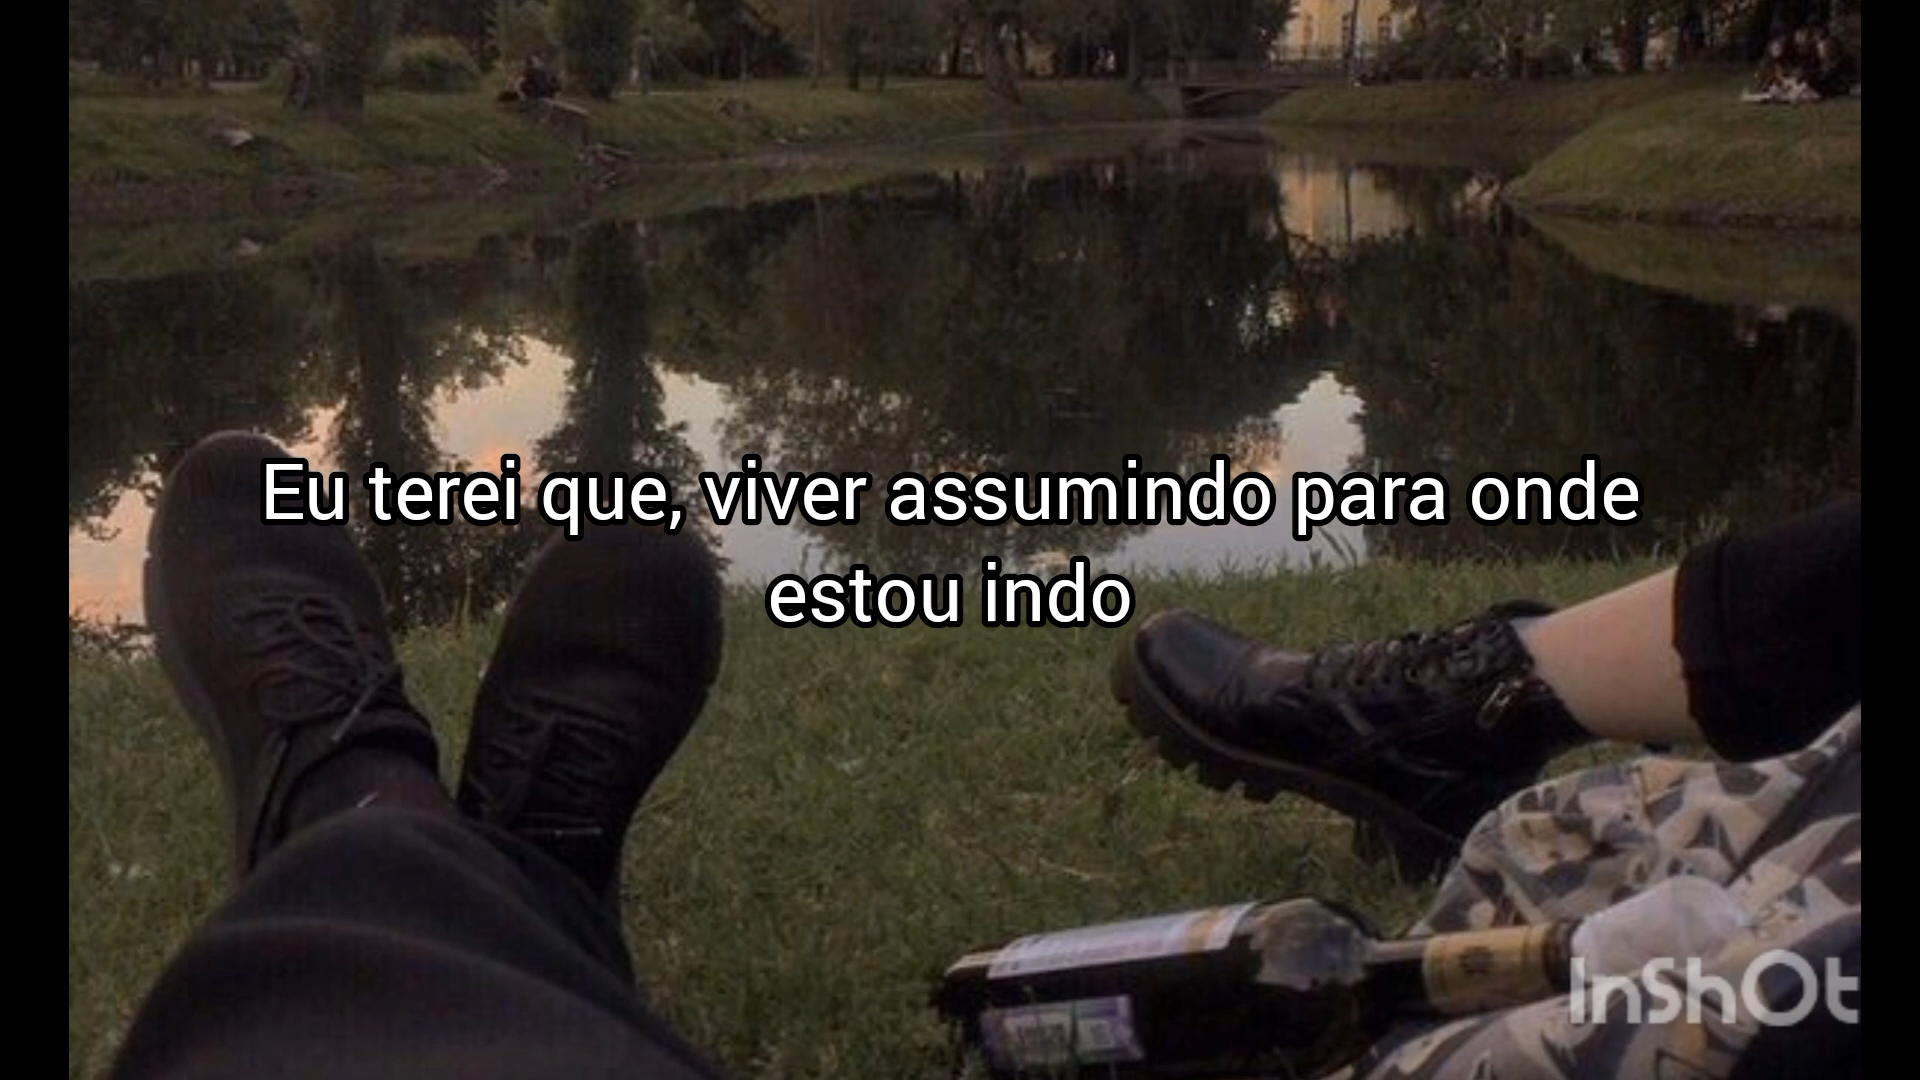 Eu terei que, viver assumindo para onde
estou indo
InShOt